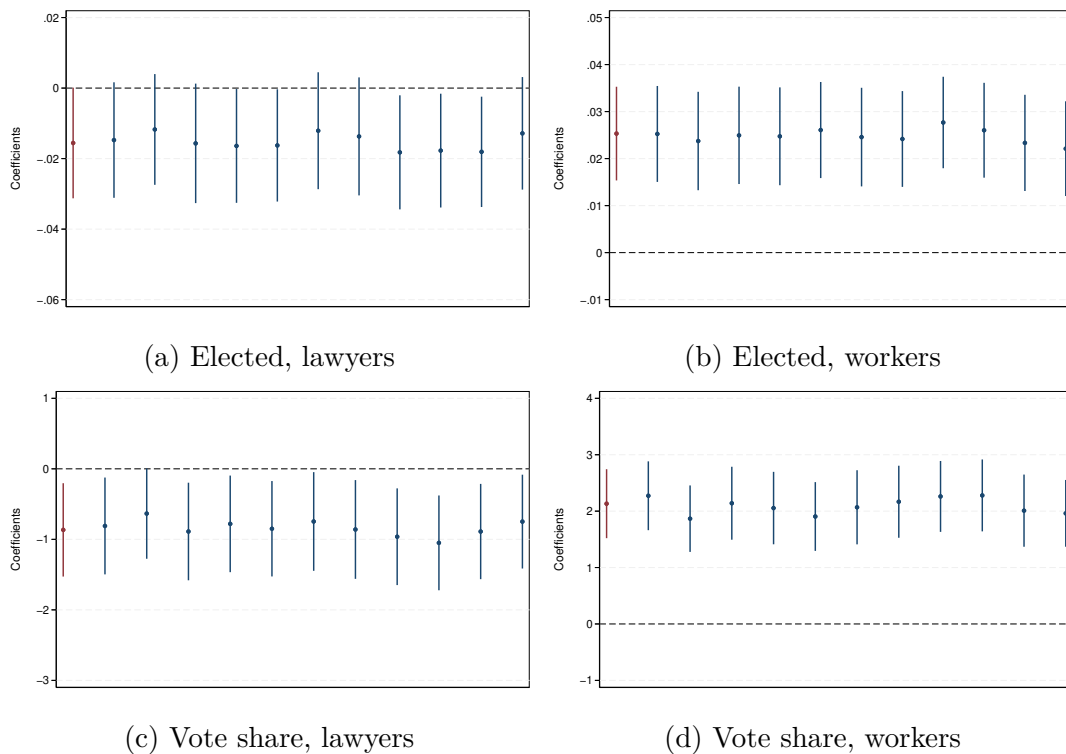 .02
0
−.02
−.04
−.06
Coefficients
(a) Elected, lawyers
.05
.04
.03
.02
.01
0
−.01
Coefficients
(b) Elected, workers
1
0
−1
−2
−3
Coefficients
(c) Vote share, lawyers
4
3
2
1
0
−1
Coefficients
(d) Vote share, workers